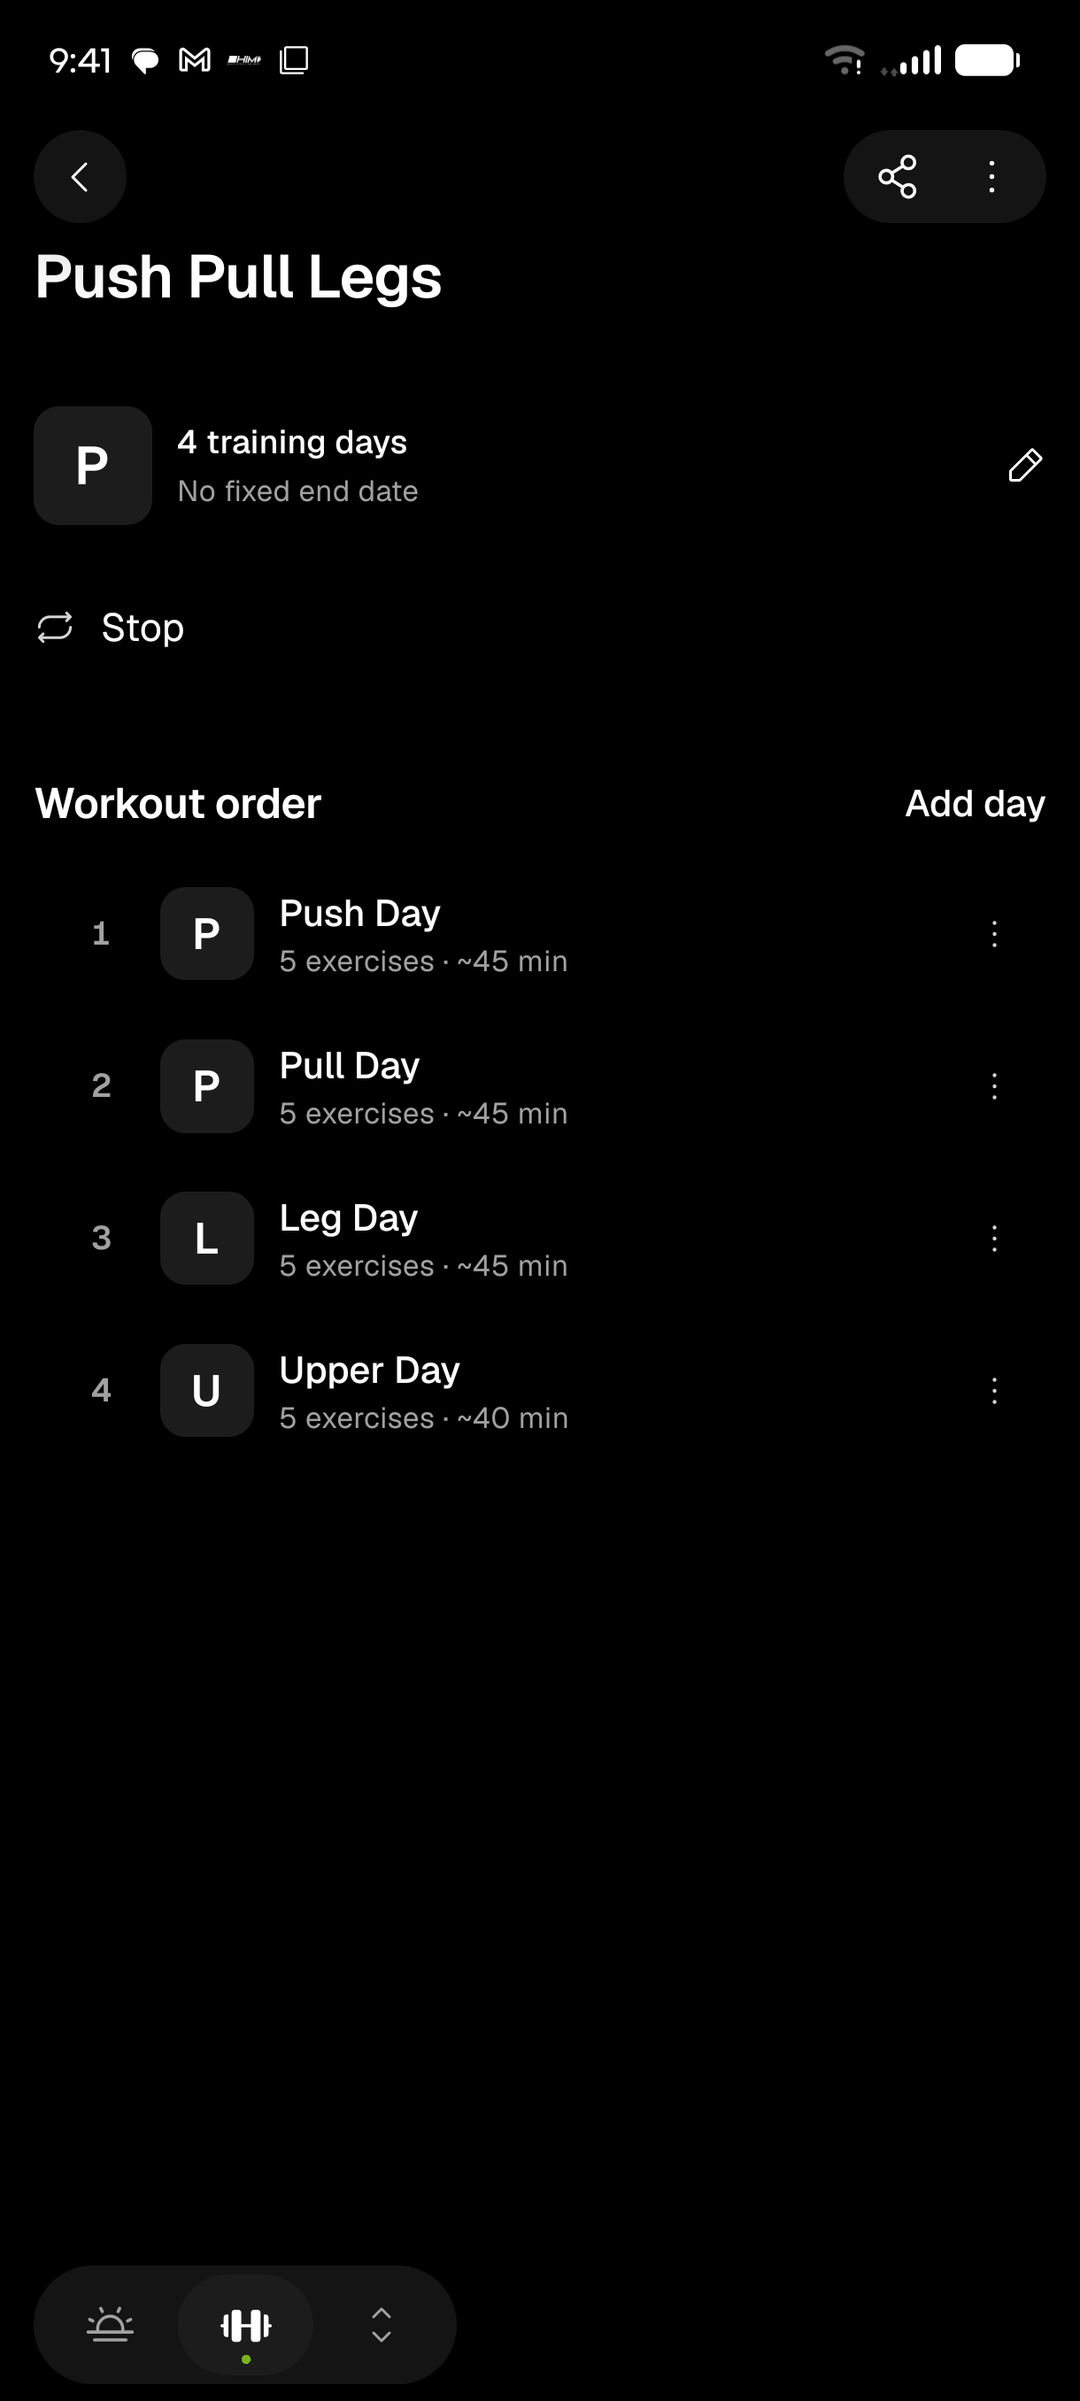 9:41
Push Pull Legs
P
4 training days
No fixed end date
Stop
Workout order
Add day
1
P
Push Day
5 exercises · ~45 min
2
P
Pull Day
5 exercises · ~45 min
3
L
Leg Day
5 exercises · ~45 min
4
U
Upper Day
5 exercises · ~40 min